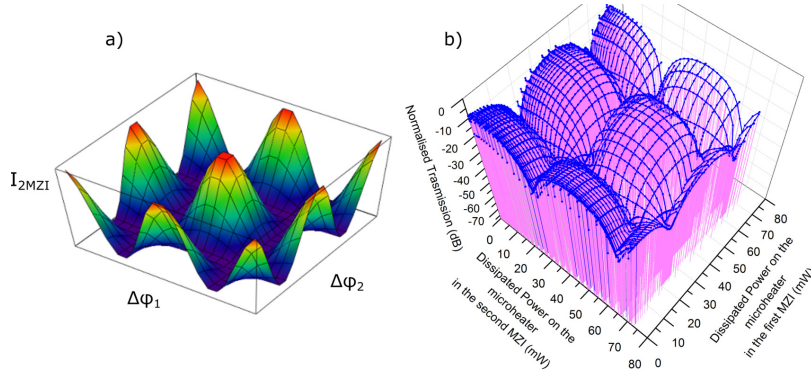 a)
I2MZI
Δφ1
Δφ2
b)
Normalised Trasmission (dB)
0
-10
-20
-30
-40
-50
-60
-70
0
10
20
30
40
50
60
70
80
Dissipated Power on the
microheater
in the second MZI (mW)
0
10
20
30
40
50
60
70
80
Dissipated Power on the
microheater
in the first MZI (mW)